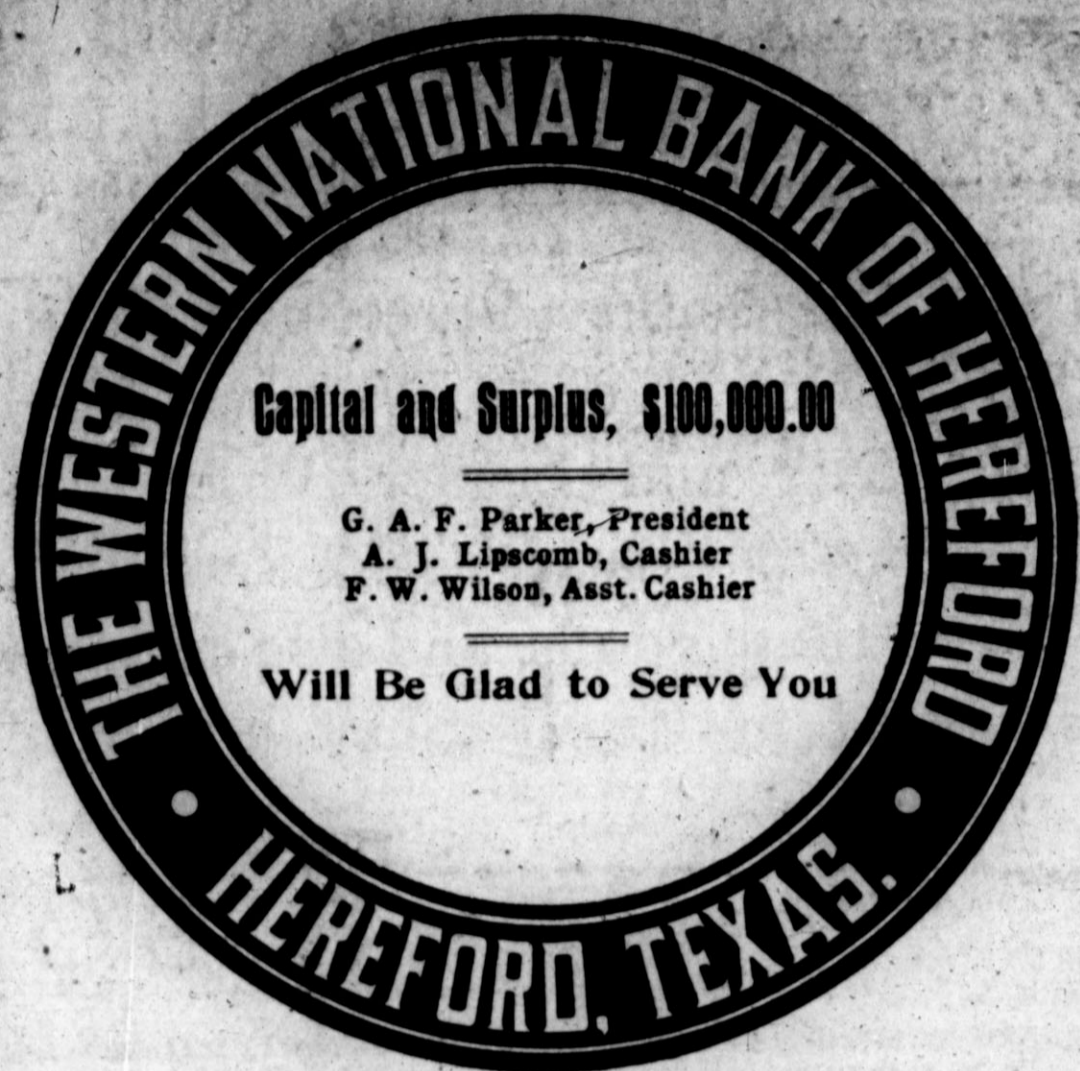 THE WESTERN NATIONAL BANK OF HEREFORD
Capital and Surplus, $100,000.00
G. A. F. Parker, President
A. J. Lipscomb, Cashier
F. W. Wilson, Asst. Cashier
Will Be Glad to Serve You
HEREFORD, TEXAS.